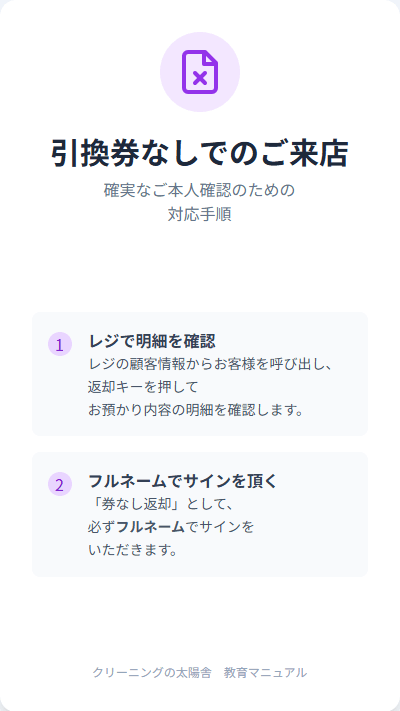 引換券なしでのご来店
確実なご本人確認のための
対応手順
1
レジで明細を確認
レジの顧客情報からお客様を呼び出し、
返却キーを押して
お預かり内容の明細を確認します。
2
フルネームでサインを頂く
「券なし返却」として、
必ずフルネームでサインを
いただきます。
クリーニングの太陽舎　教育マニュアル